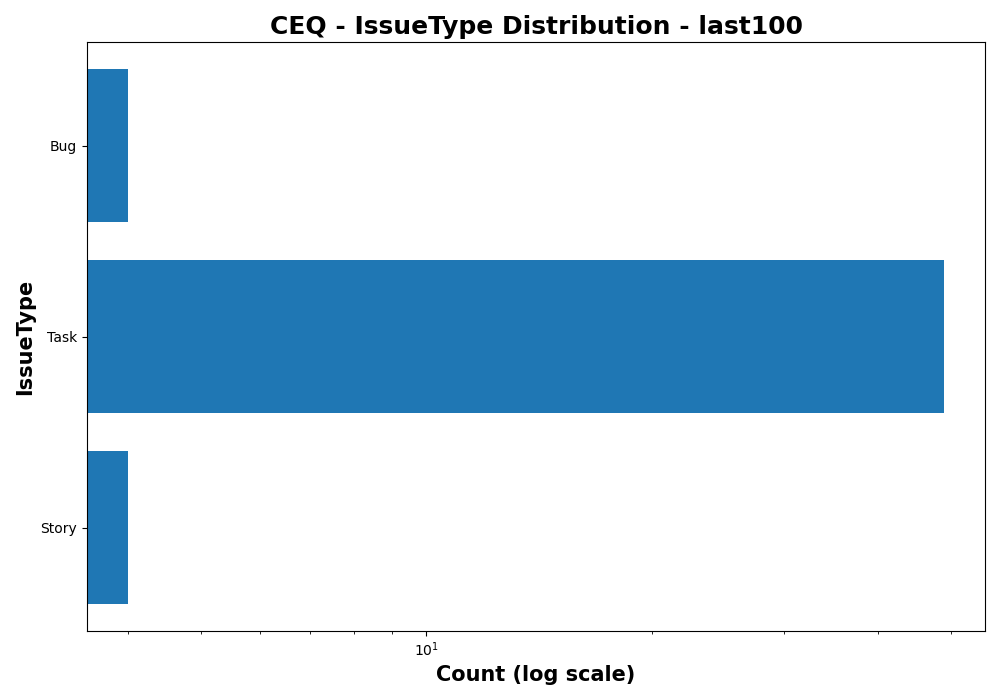 CEQ - IssueType Distribution - last100
IssueType
Bug
Task
Story
10¹
Count (log scale)